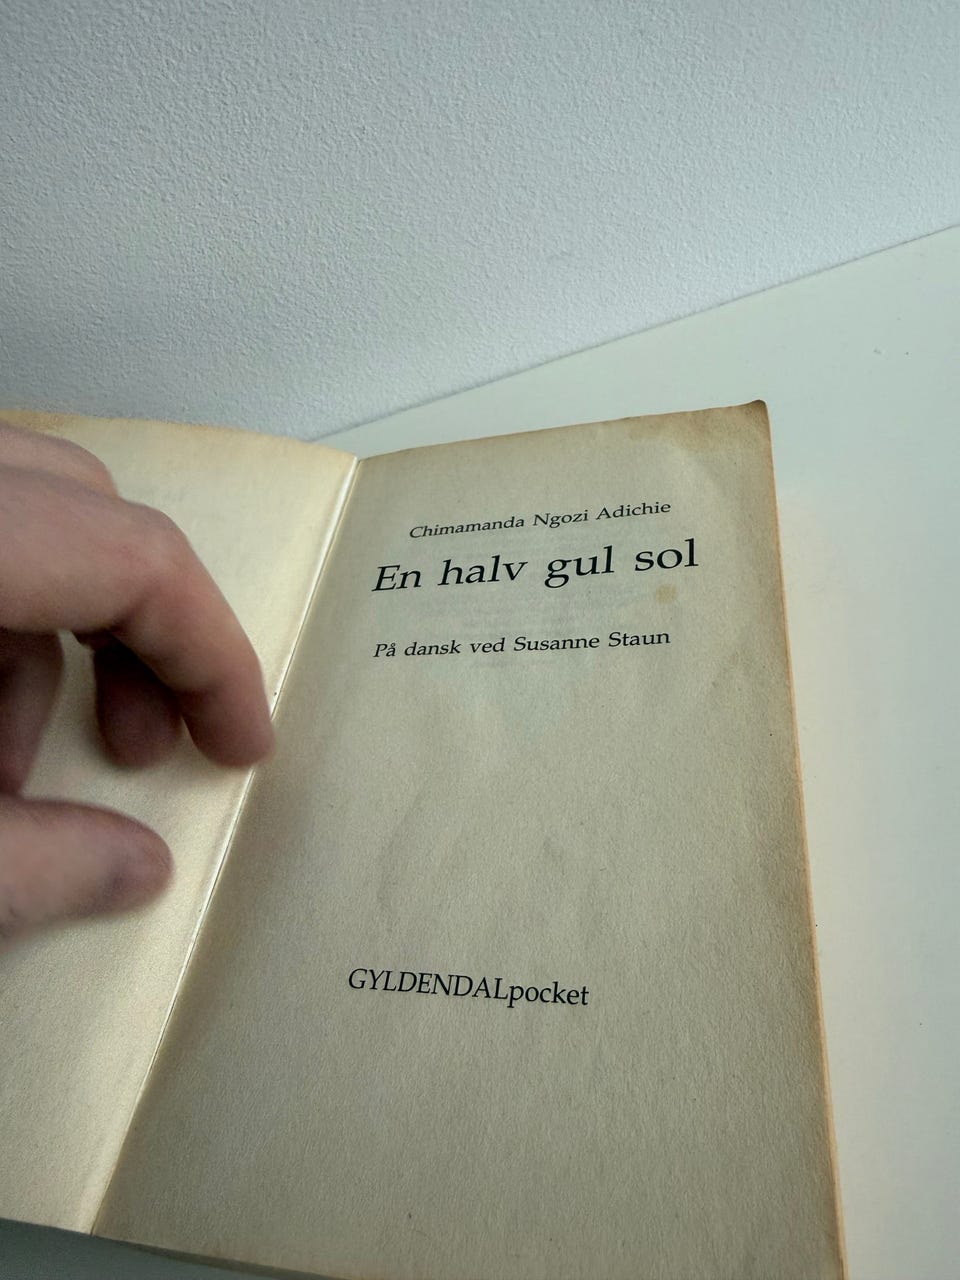 Chimamanda Ngozi Adichie
En halv gul sol
På dansk ved Susanne Staun
GYLDENDALpocket